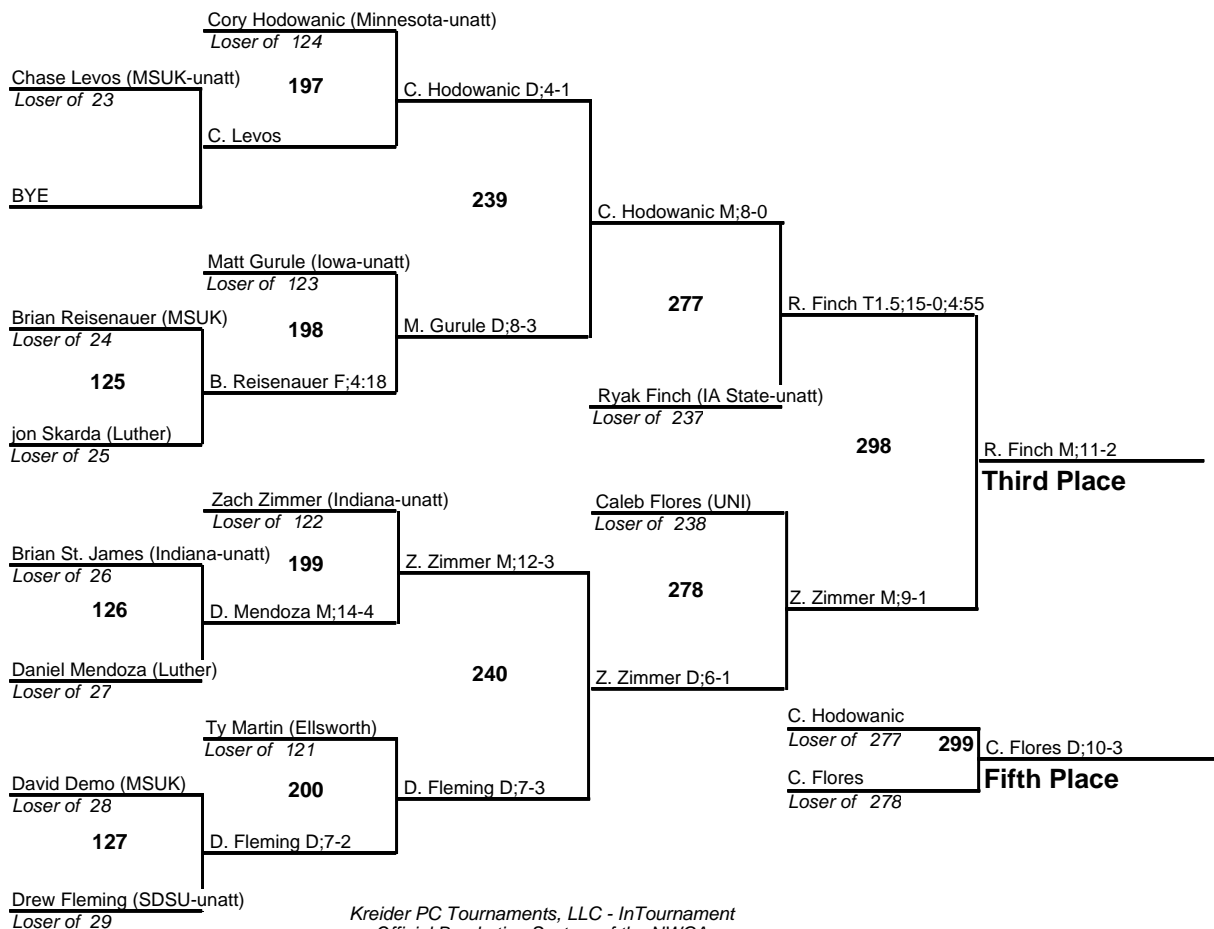 Cory Hodowanic (Minnesota-unatt)
Loser of 124
Chase Levos (MSUK-unatt)
Loser of 23
197
C. Hodowanic D;4-1
C. Levos
BYE
239
C. Hodowanic M;8-0
Matt Gurule (Iowa-unatt)
Loser of 123
Brian Reisenauer (MSUK)
Loser of 24
198
M. Gurule D;8-3
277
R. Finch T1.5;15-0;4:55
125
B. Reisenauer F;4:18
Ryak Finch (IA State-unatt)
Loser of 237
jon Skarda (Luther)
Loser of 25
298
R. Finch M;11-2
Third Place
Zach Zimmer (Indiana-unatt)
Loser of 122
Caleb Flores (UNI)
Loser of 238
Brian St. James (Indiana-unatt)
Loser of 26
199
Z. Zimmer M;12-3
278
Z. Zimmer M;9-1
126
D. Mendoza M;14-4
Daniel Mendoza (Luther)
Loser of 27
240
Z. Zimmer D;6-1
Ty Martin (Ellsworth)
Loser of 121
C. Hodowanic
Loser of 277
299
C. Flores D;10-3
Fifth Place
C. Flores
Loser of 278
David Demo (MSUK)
Loser of 28
200
D. Fleming D;7-3
127
D. Fleming D;7-2
Drew Fleming (SDSU-unatt)
Loser of 29
Kreider PC Tournaments, LLC - InTournament